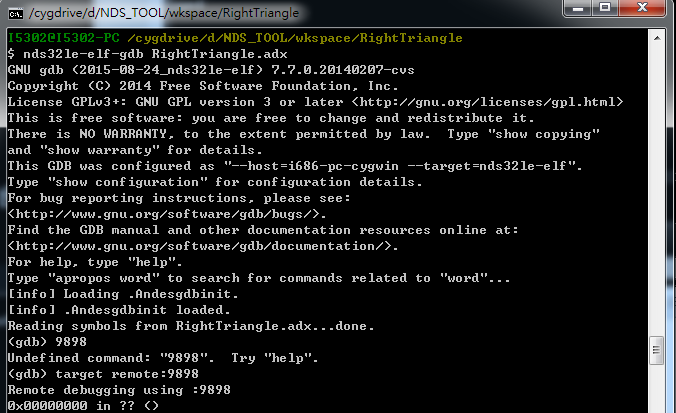 /cygdrive/d/NDS_TOOL/wkspace/RightTriangle
I5302@I5302-PC /cygdrive/d/NDS_TOOL/wkspace/RightTriangle
$ nds32le-elf-gdb RightTriangle.adx
GNU gdb (2015-08-24_nds32le-elf) 7.7.0.20140207-cvs
Copyright (C) 2014 Free Software Foundation, Inc.
License GPLv3+: GNU GPL version 3 or later <http://gnu.org/licenses/gpl.html>
This is free software: you are free to change and redistribute it.
There is NO WARRANTY, to the extent permitted by law.  Type "show copying"
and "show warranty" for details.
This GDB was configured as "--host=i686-pc-cygwin --target=nds32le-elf".
Type "show configuration" for configuration details.
For bug reporting instructions, please see:
<http://www.gnu.org/software/gdb/bugs/>.
Find the GDB manual and other documentation resources online at:
<http://www.gnu.org/software/gdb/documentation/>.
For help, type "help".
Type "apropos word" to search for commands related to "word"...
[info] Loading .Andesgdbinit.
[info] .Andesgdbinit loaded.
Reading symbols from RightTriangle.adx...done.
(gdb) 9898
Undefined command: "9898".  Try "help".
(gdb) target remote:9898
Remote debugging using :9898
0x00000000 in ?? ()